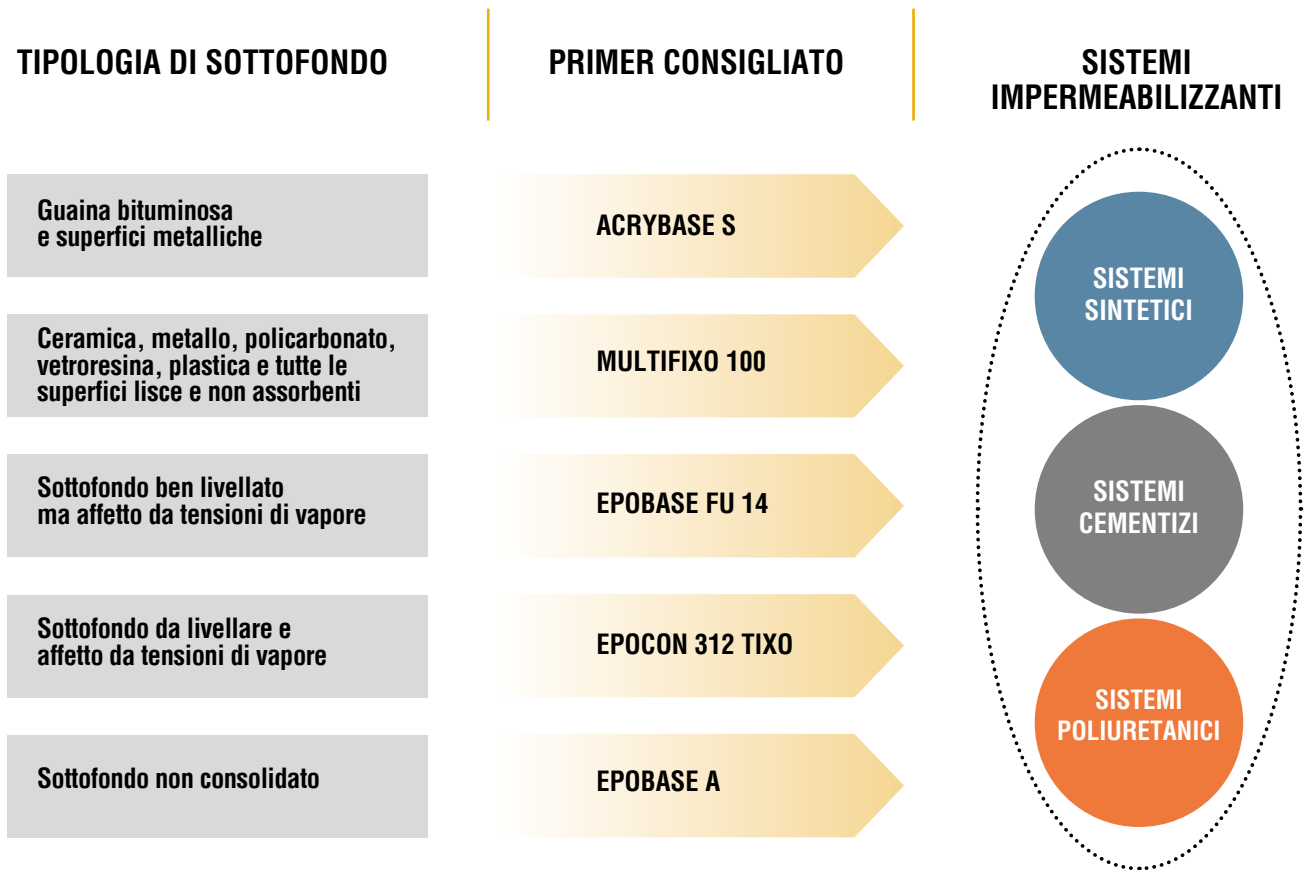 TIPOLOGIA DI SOTTOFONDO
PRIMER CONSIGLIATO
SISTEMI
IMPERMEABILIZZANTI
Guaina bituminosa
e superfici metalliche
ACRYBASE S
Ceramica, metallo, policarbonato,
vetroresina, plastica e tutte le
superfici lisce e non assorbenti
MULTIFIXO 100
Sottofondo ben livellato
ma affetto da tensioni di vapore
EPOBASE FU 14
Sottofondo da livellare e
affetto da tensioni di vapore
EPOCON 312 TIXO
Sottofondo non consolidato
EPOBASE A
SISTEMI
SINTETICI
SISTEMI
CEMENTIZI
SISTEMI
POLIURETANICI